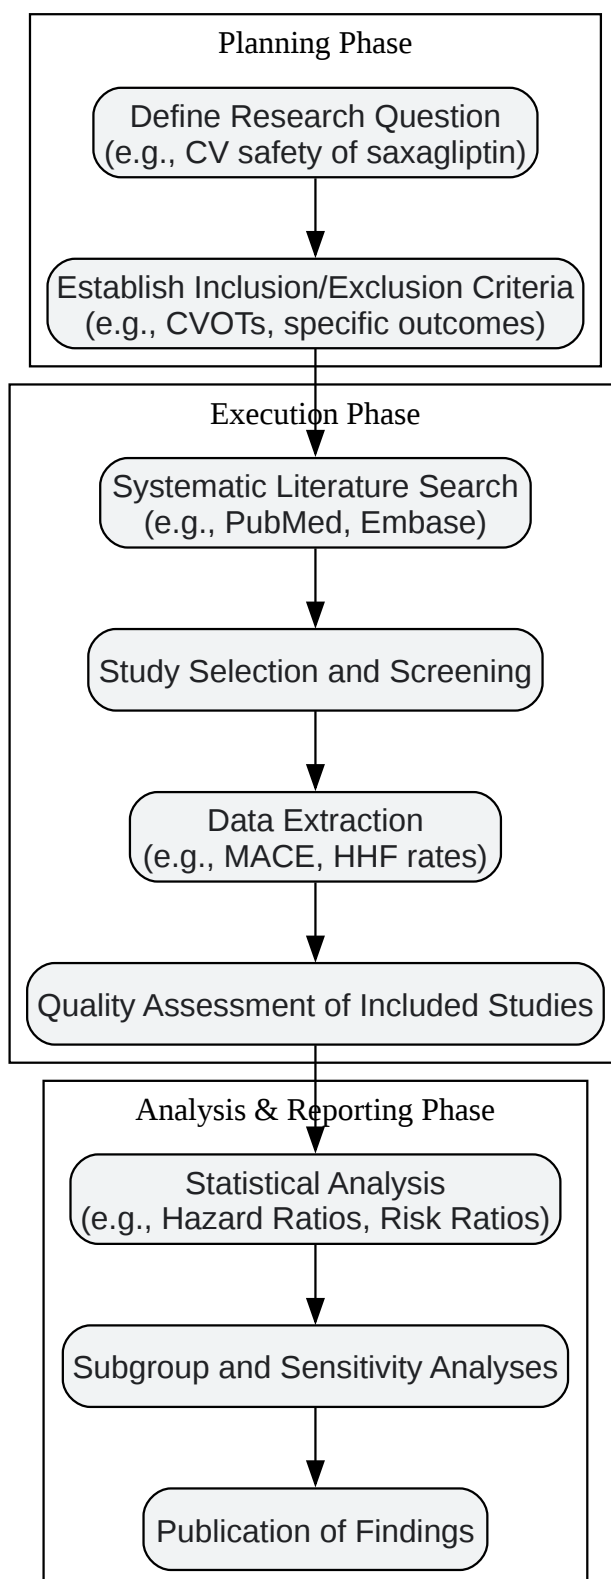 Planning Phase
Define Research Question
(e.g., CV safety of saxagliptin)
Establish Inclusion/Exclusion Criteria
(e.g., CVOTs, specific outcomes)
Execution Phase
Systematic Literature Search
(e.g., PubMed, Embase)
Study Selection and Screening
Data Extraction
(e.g., MACE, HHF rates)
Quality Assessment of Included Studies
Analysis & Reporting Phase
Statistical Analysis
(e.g., Hazard Ratios, Risk Ratios)
Subgroup and Sensitivity Analyses
Publication of Findings